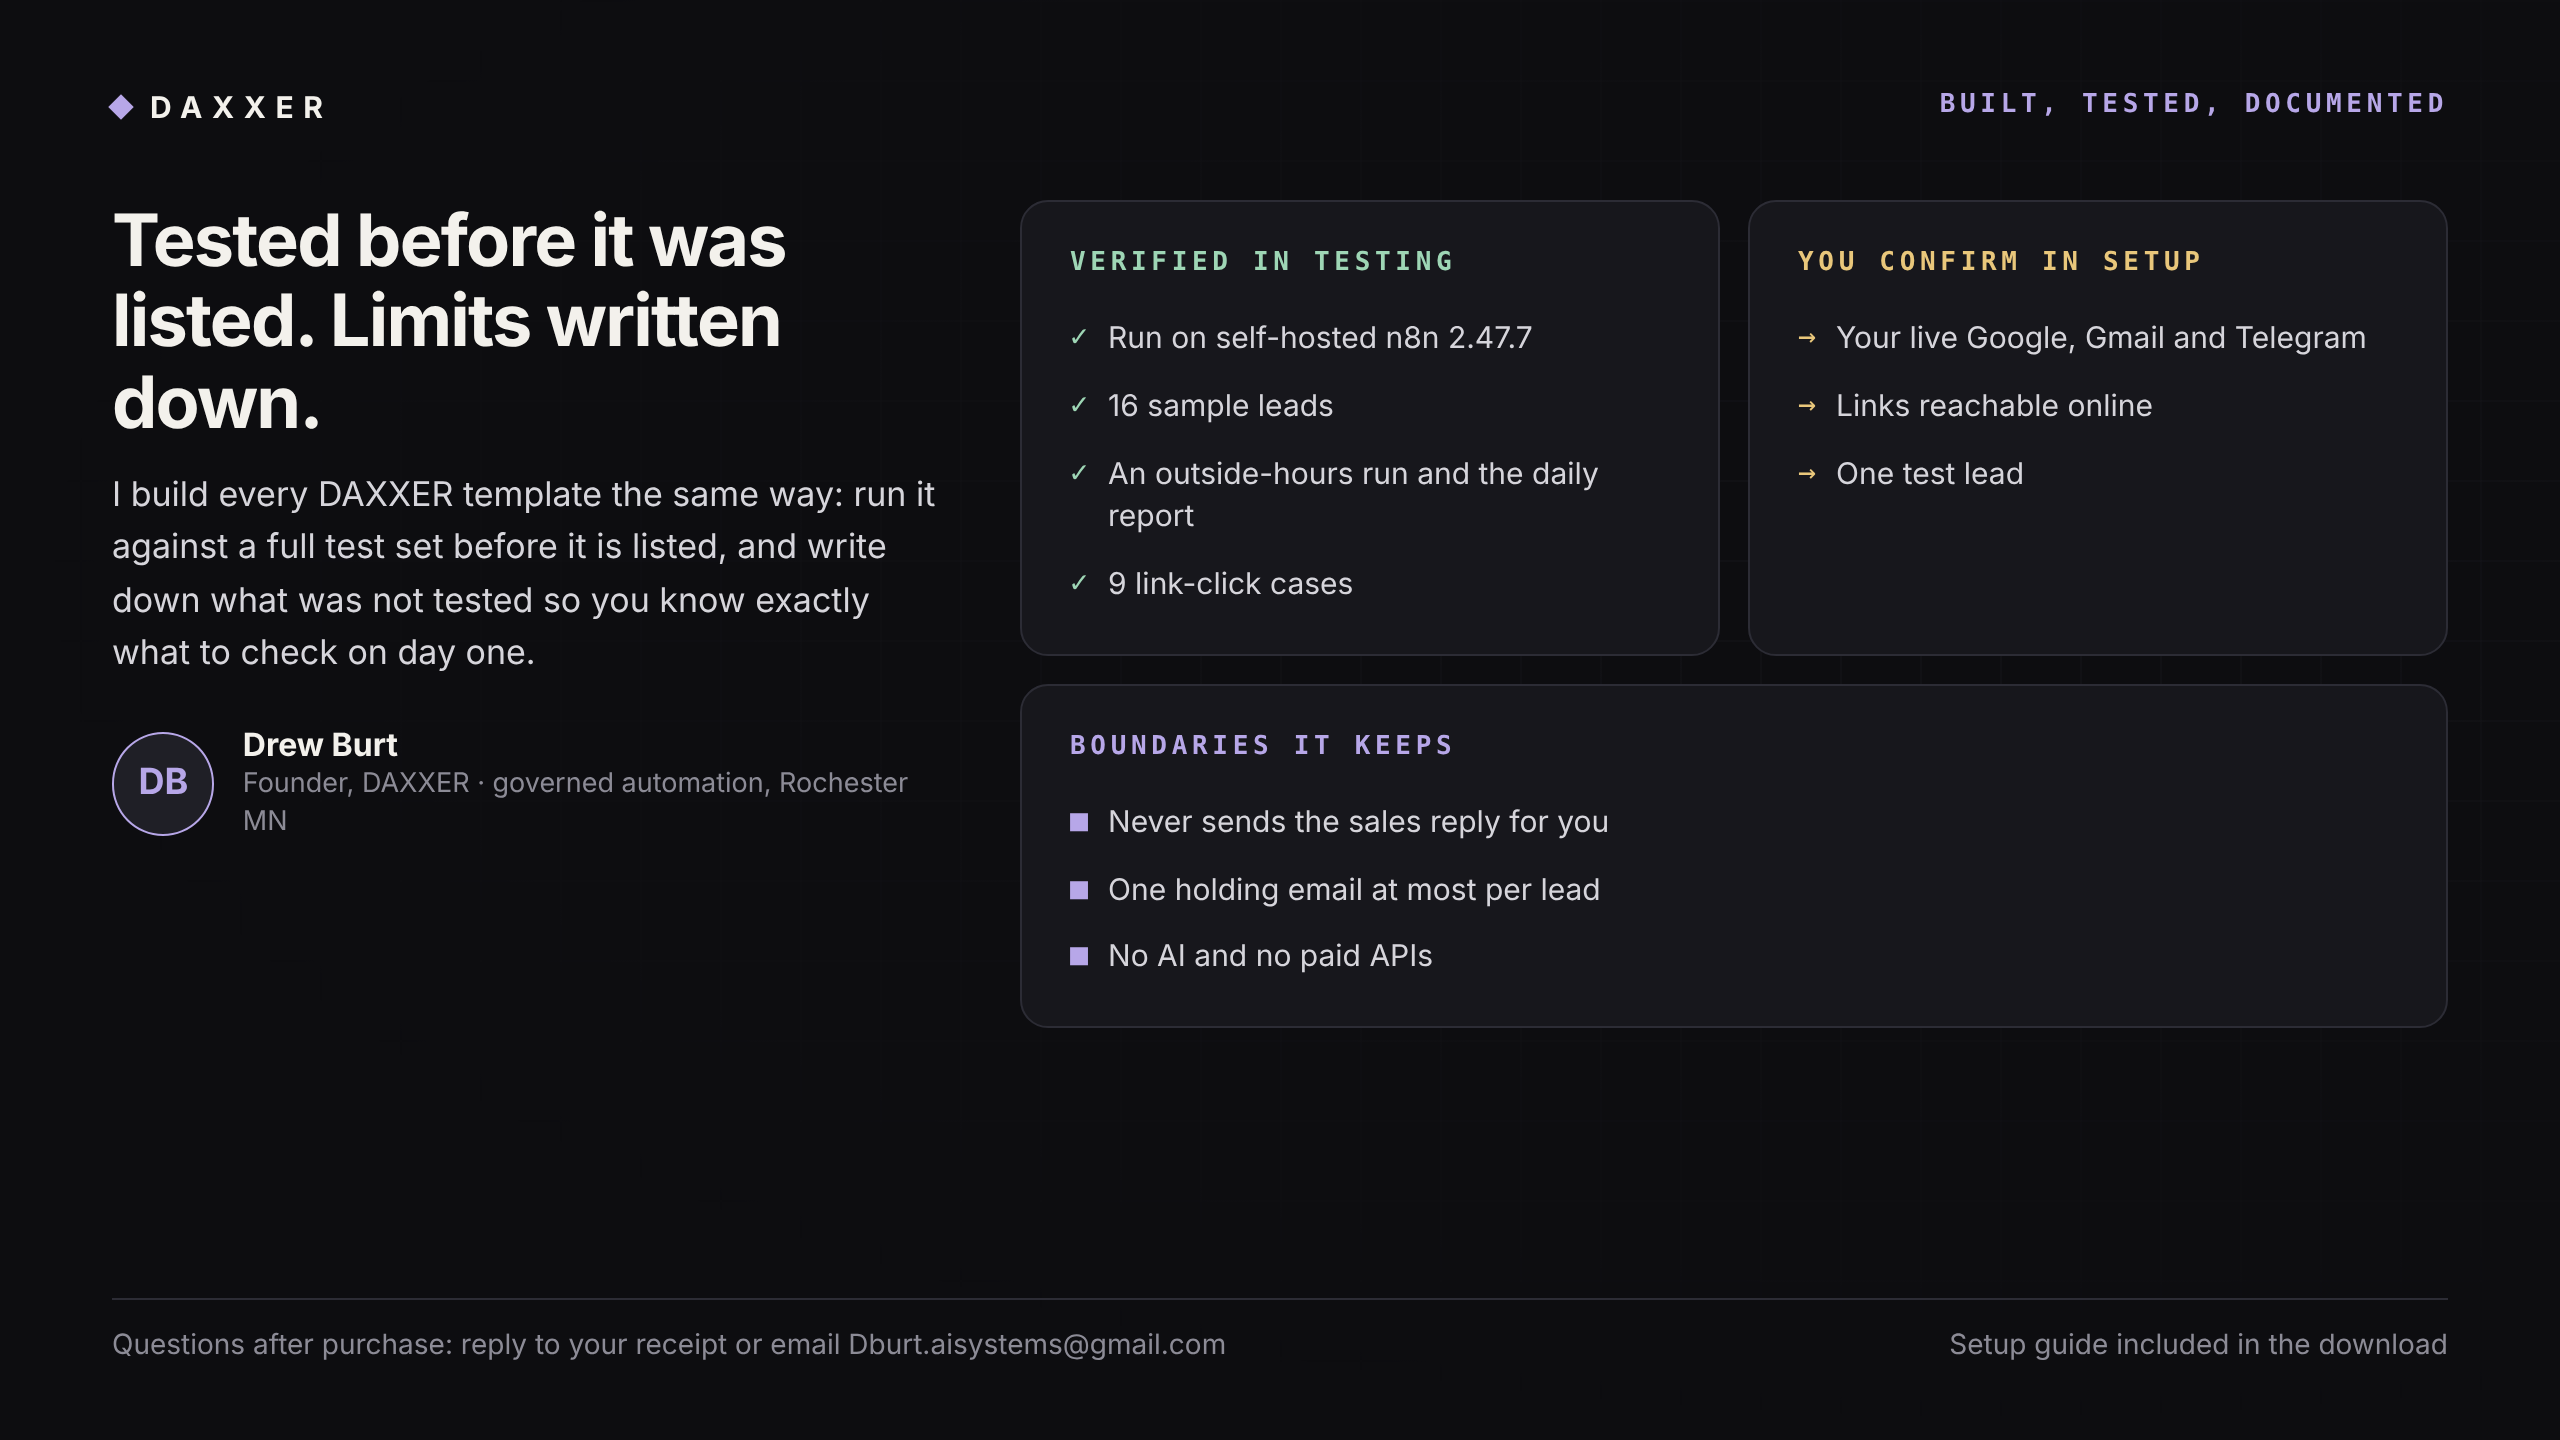 DAXXER
BUILT, TESTED, DOCUMENTED
Tested before it was
listed. Limits written
down.
I build every DAXXER template the same way: run it
against a full test set before it is listed, and write
down what was not tested so you know exactly
what to check on day one.
DB
Drew Burt
Founder, DAXXER · governed automation, Rochester
MN
VERIFIED IN TESTING
✓ Run on self-hosted n8n 2.47.7
✓ 16 sample leads
✓ An outside-hours run and the daily
report
✓ 9 link-click cases
YOU CONFIRM IN SETUP
→ Your live Google, Gmail and Telegram
→ Links reachable online
→ One test lead
BOUNDARIES IT KEEPS
■ Never sends the sales reply for you
■ One holding email at most per lead
■ No AI and no paid APIs
Questions after purchase: reply to your receipt or email Dburt.aisystems@gmail.com
Setup guide included in the download